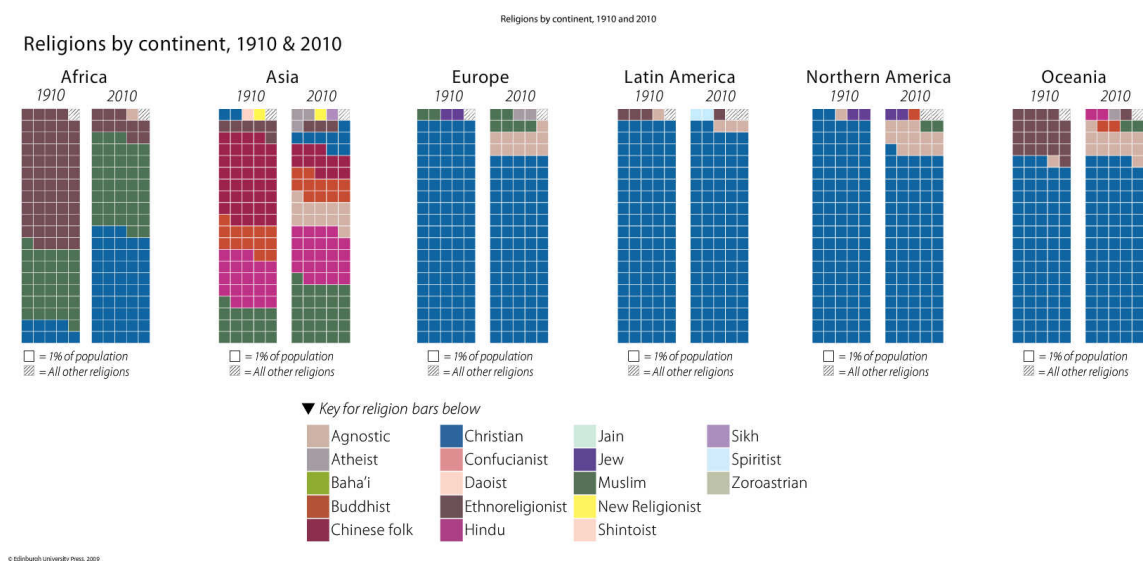 Religions by continent, 1910 and 2010
Religions by continent, 1910 & 2010
Africa
1910 2010
Asia
1910 2010
Europe
1910 2010
Latin America
1910 2010
Northern America
1910 2010
Oceania
1910 2010
= 1% of population
= All other religions
= 1% of population
= All other religions
= 1% of population
= All other religions
= 1% of population
= All other religions
= 1% of population
= All other religions
= 1% of population
= All other religions
▼ Key for religion bars below
Agnostic
Atheist
Baha'i
Buddhist
Chinese folk
Christian
Confucianist
Daoist
Ethnoreligionist
Hindu
Jain
Jew
Muslim
New Religionist
Shintoist
Sikh
Spiritist
Zoroastrian
© Edinburgh University Press, 2009